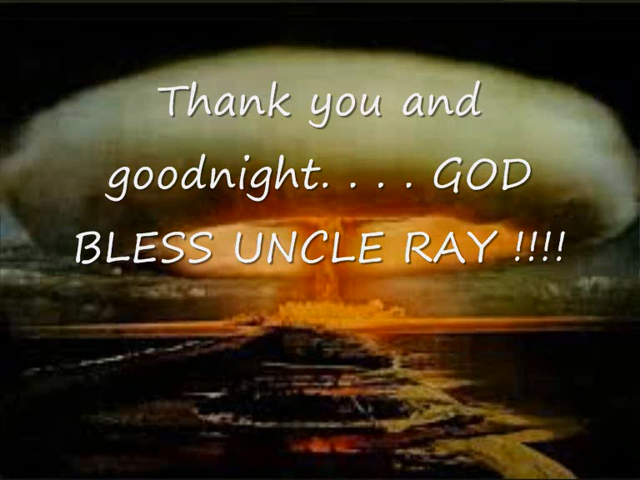 Thank you and
goodnight. . . . GOD
BLESS UNCLE RAY !!!!